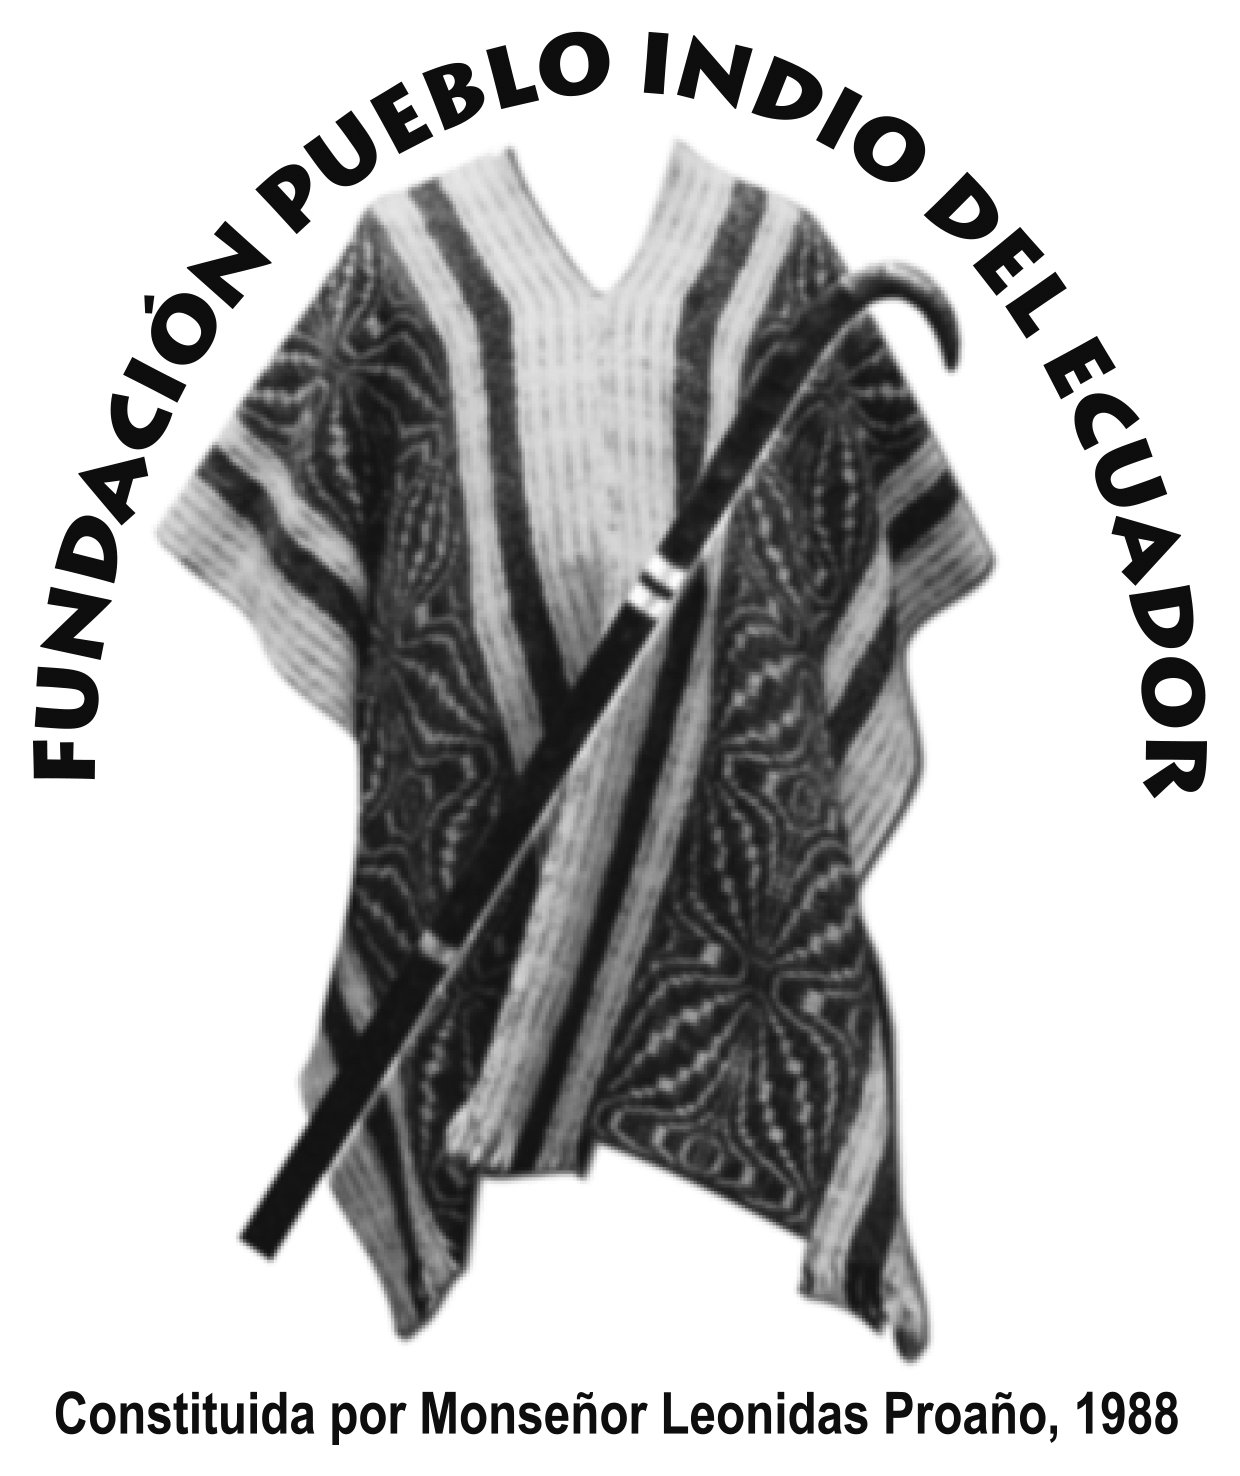 FUNDACIÓN PUEBLO INDIO DEL ECUADOR
Constituida por Monseñor Leonidas Proaño, 1988